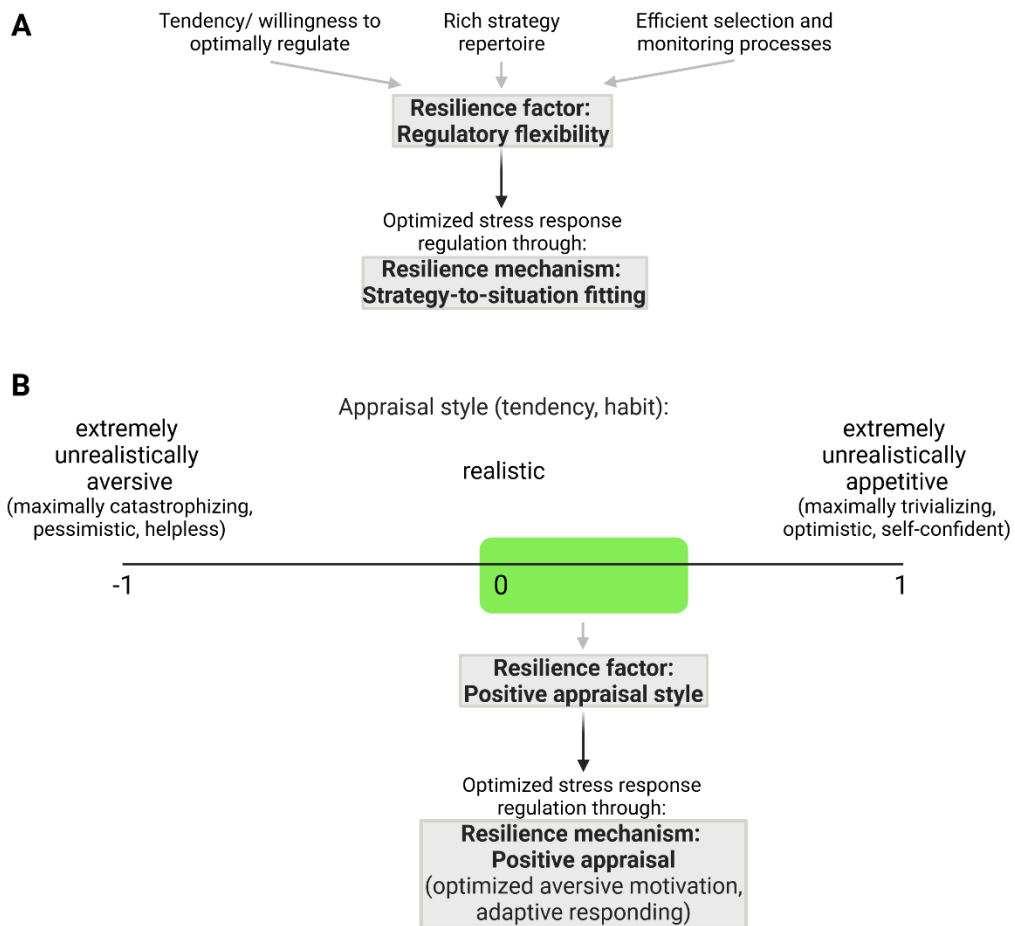 A
Tendency/ willingness to
optimally regulate
Rich strategy
repertoire
Efficient selection and
monitoring processes
Resilience factor:
Regulatory flexibility
Optimized stress response
regulation through:
Resilience mechanism:
Strategy-to-situation fitting
B
Appraisal style (tendency, habit):
extremely
unrealistically
aversive
(maximally catastrophizing,
pessimistic, helpless)
realistic
extremely
unrealistically
appetitive
(maximally trivializing,
optimistic, self-confident)
-1
0
1
Resilience factor:
Positive appraisal style
Optimized stress response
regulation through:
Resilience mechanism:
Positive appraisal
(optimized aversive motivation,
adaptive responding)